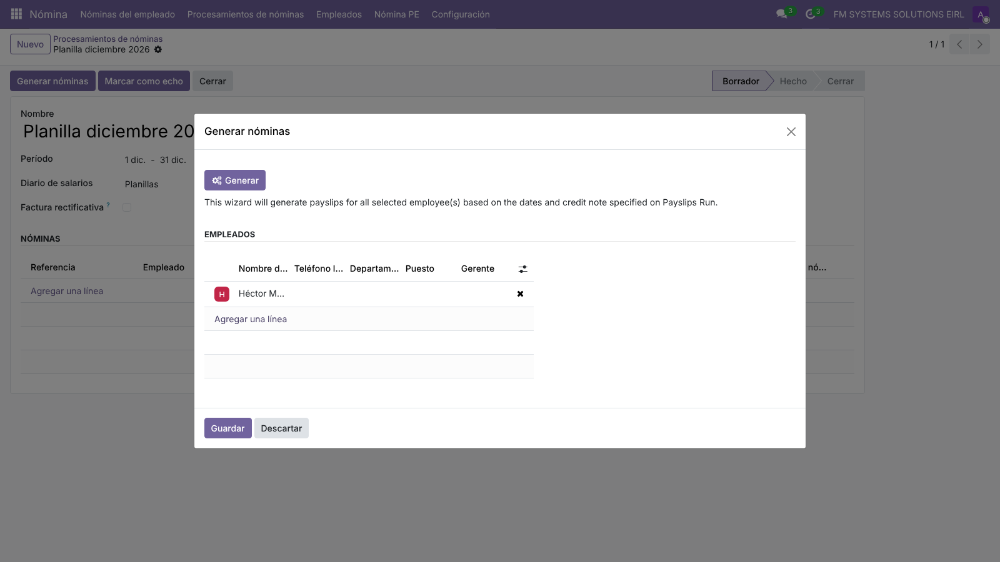 Nómina Nóminas del empleado Procesamientos de nóminas Empleados Nómina PE Configuración 3 3 FM SYSTEMS SOLUTIONS EIRL A
Nuevo Procesamientos de nóminas
Planilla diciembre 2026
1 / 1
Generar nóminas Marcar como echo Cerrar Borrador Hecho Cerrar
Nombre
Planilla diciembre 20
Período 1 dic. - 31 dic.
Diario de salarios Planillas
Factura rectificativa ?
NÓMINAS
Referencia Empleado nó...
Agregar una línea
Generar nóminas
Generar
This wizard will generate payslips for all selected employee(s) based on the dates and credit note specified on Payslips Run.
EMPLEADOS
Nombre d... Teléfono l... Departam... Puesto Gerente
H Héctor M...
Agregar una línea
Guardar Descartar